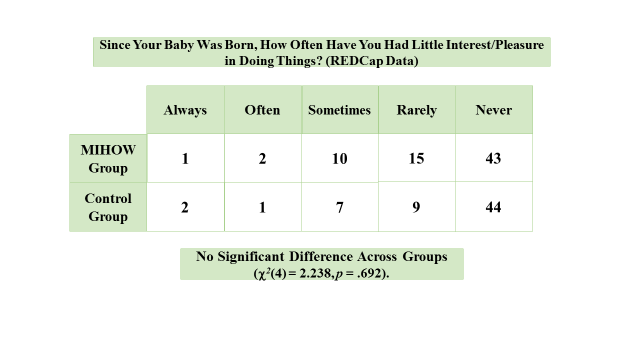 Since Your Baby Was Born, How Often Have You Had Little Interest/Pleasure
in Doing Things? (REDCap Data)
Always Often Sometimes Rarely Never
MIHOW
Group
1 2 10 15 43
Control
Group
2 1 7 9 44
No Significant Difference Across Groups
(χ²(4) = 2.238, p = .692).